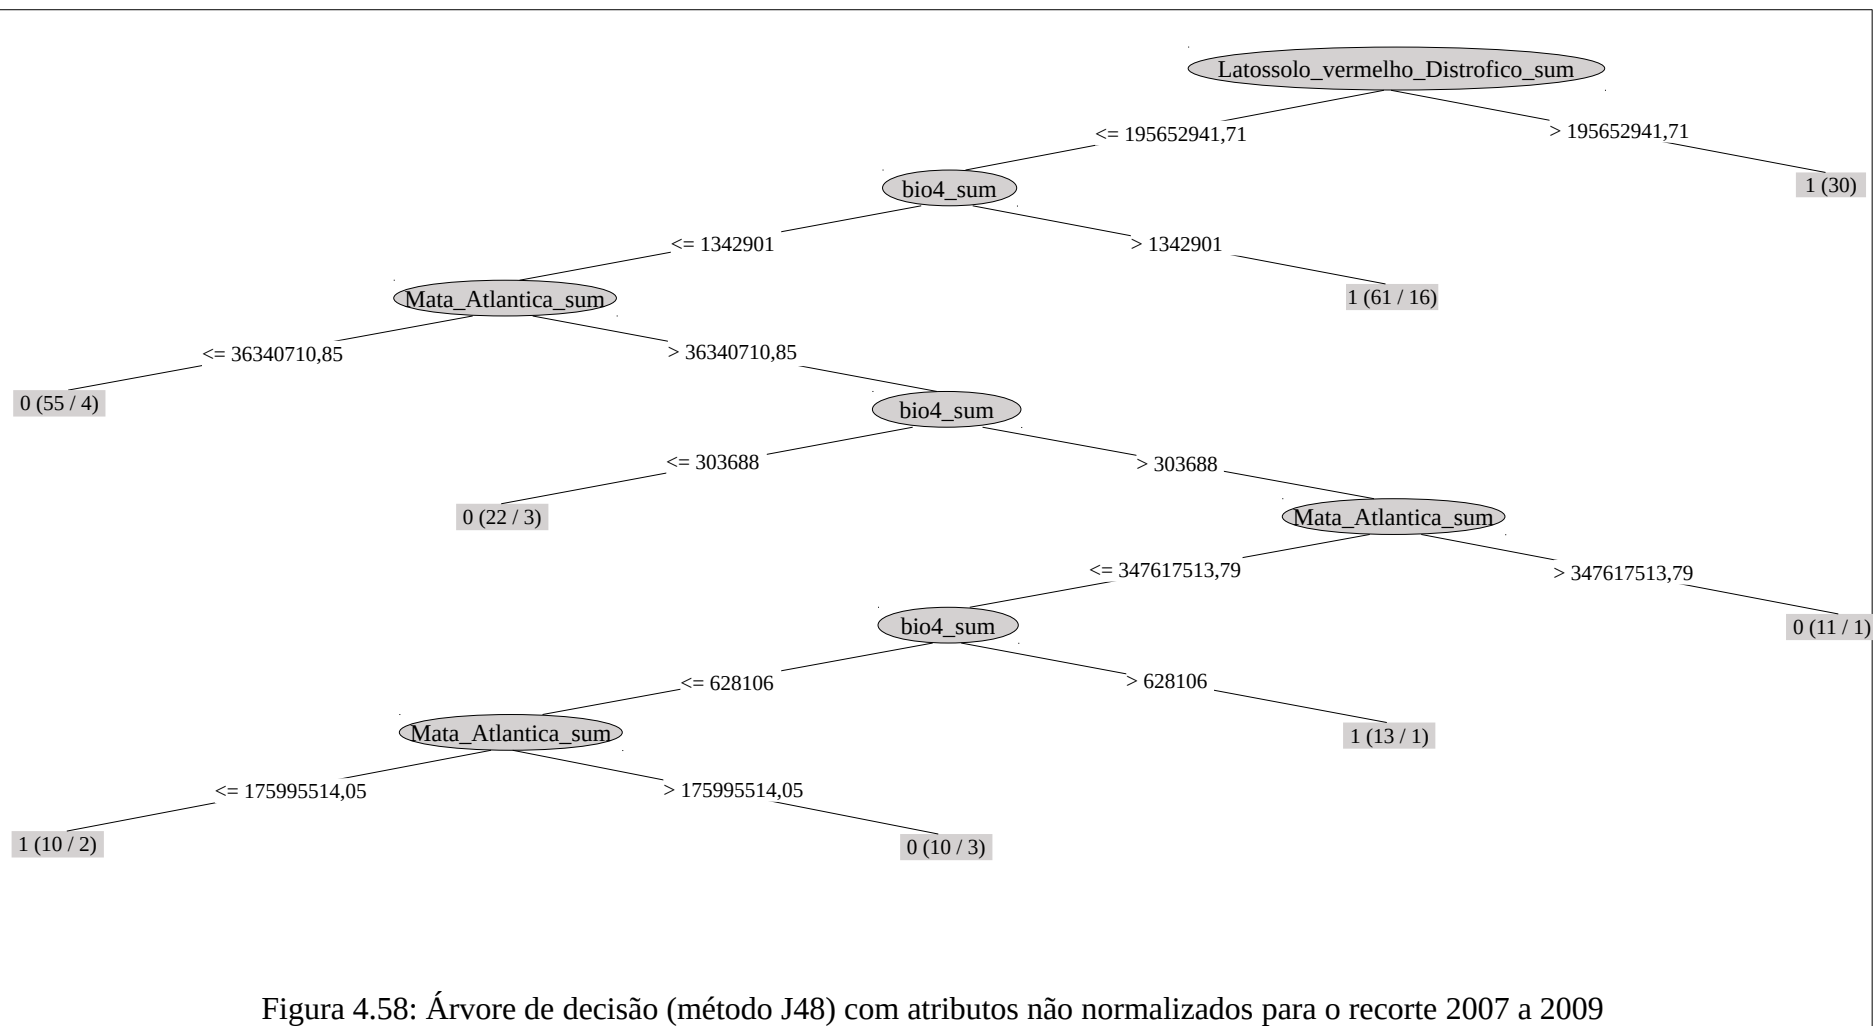 Latossolo_vermelho_Distrofico_sum
<= 195652941,71
> 195652941,71
bio4_sum
1 (30)
<= 1342901
> 1342901
Mata_Atlantica_sum
1 (61 / 16)
<= 36340710,85
> 36340710,85
0 (55 / 4)
bio4_sum
<= 303688
> 303688
0 (22 / 3)
Mata_Atlantica_sum
<= 347617513,79
> 347617513,79
bio4_sum
0 (11 / 1)
<= 628106
> 628106
Mata_Atlantica_sum
1 (13 / 1)
<= 175995514,05
> 175995514,05
1 (10 / 2)
0 (10 / 3)
Figura 4.58: Árvore de decisão (método J48) com atributos não normalizados para o recorte 2007 a 2009